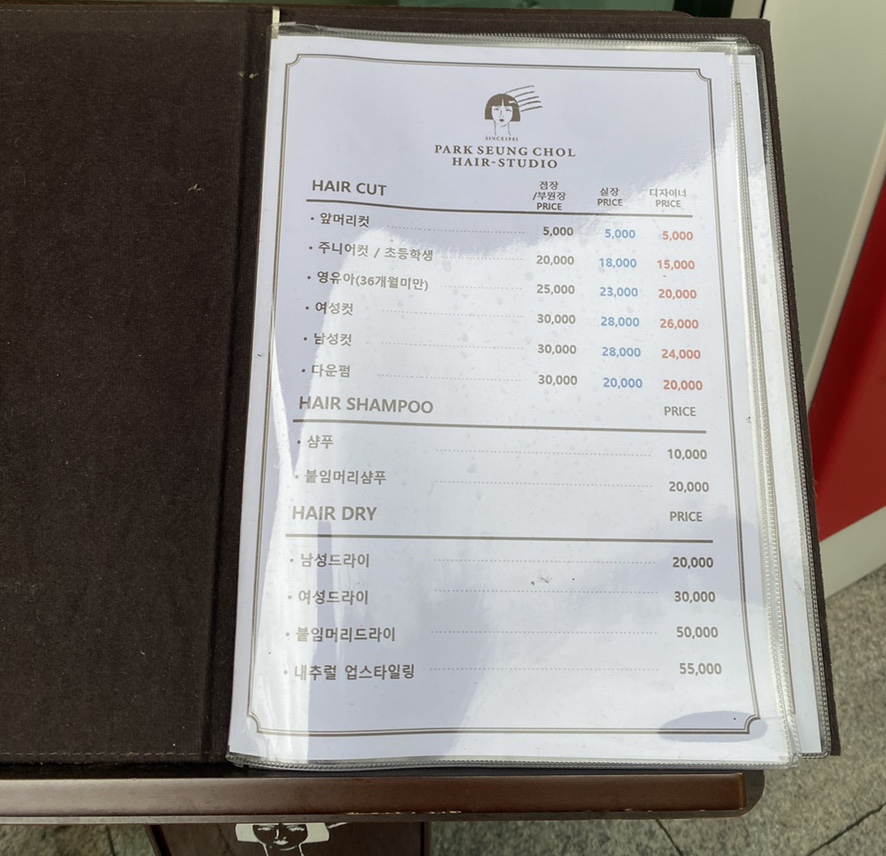 SINCE1981
PARK SEUNG CHOL
HAIR-STUDIO
HAIR CUT 점장 /부원장 PRICE 실장 PRICE 디자이너 PRICE
• 앞머리컷 5,000 5,000 5,000
• 주니어컷 / 초등학생 20,000 18,000 15,000
• 영유아(36개월미만) 25,000 23,000 20,000
• 여성컷 30,000 28,000 26,000
• 남성컷 30,000 28,000 24,000
• 다운펌 30,000 20,000 20,000
HAIR SHAMPOO PRICE
• 샴푸 10,000
• 붙임머리샴푸 20,000
HAIR DRY PRICE
• 남성드라이 20,000
• 여성드라이 30,000
• 붙임머리드라이 50,000
• 내추럴 업스타일링 55,000